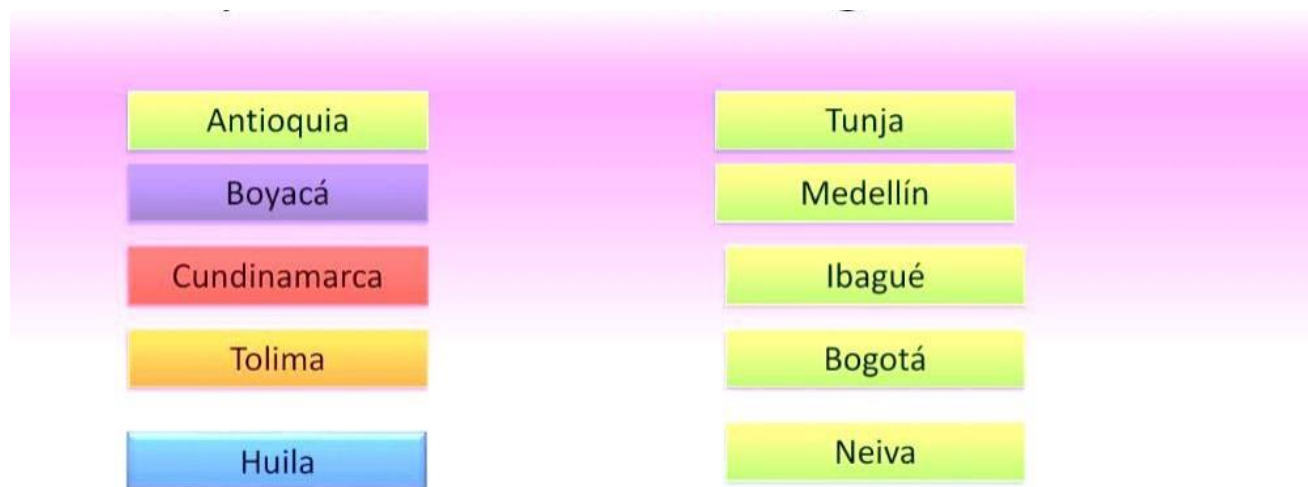 Antioquia
Tunja
Boyacá
Medellín
Cundinamarca
Ibagué
Tolima
Bogotá
Huila
Neiva